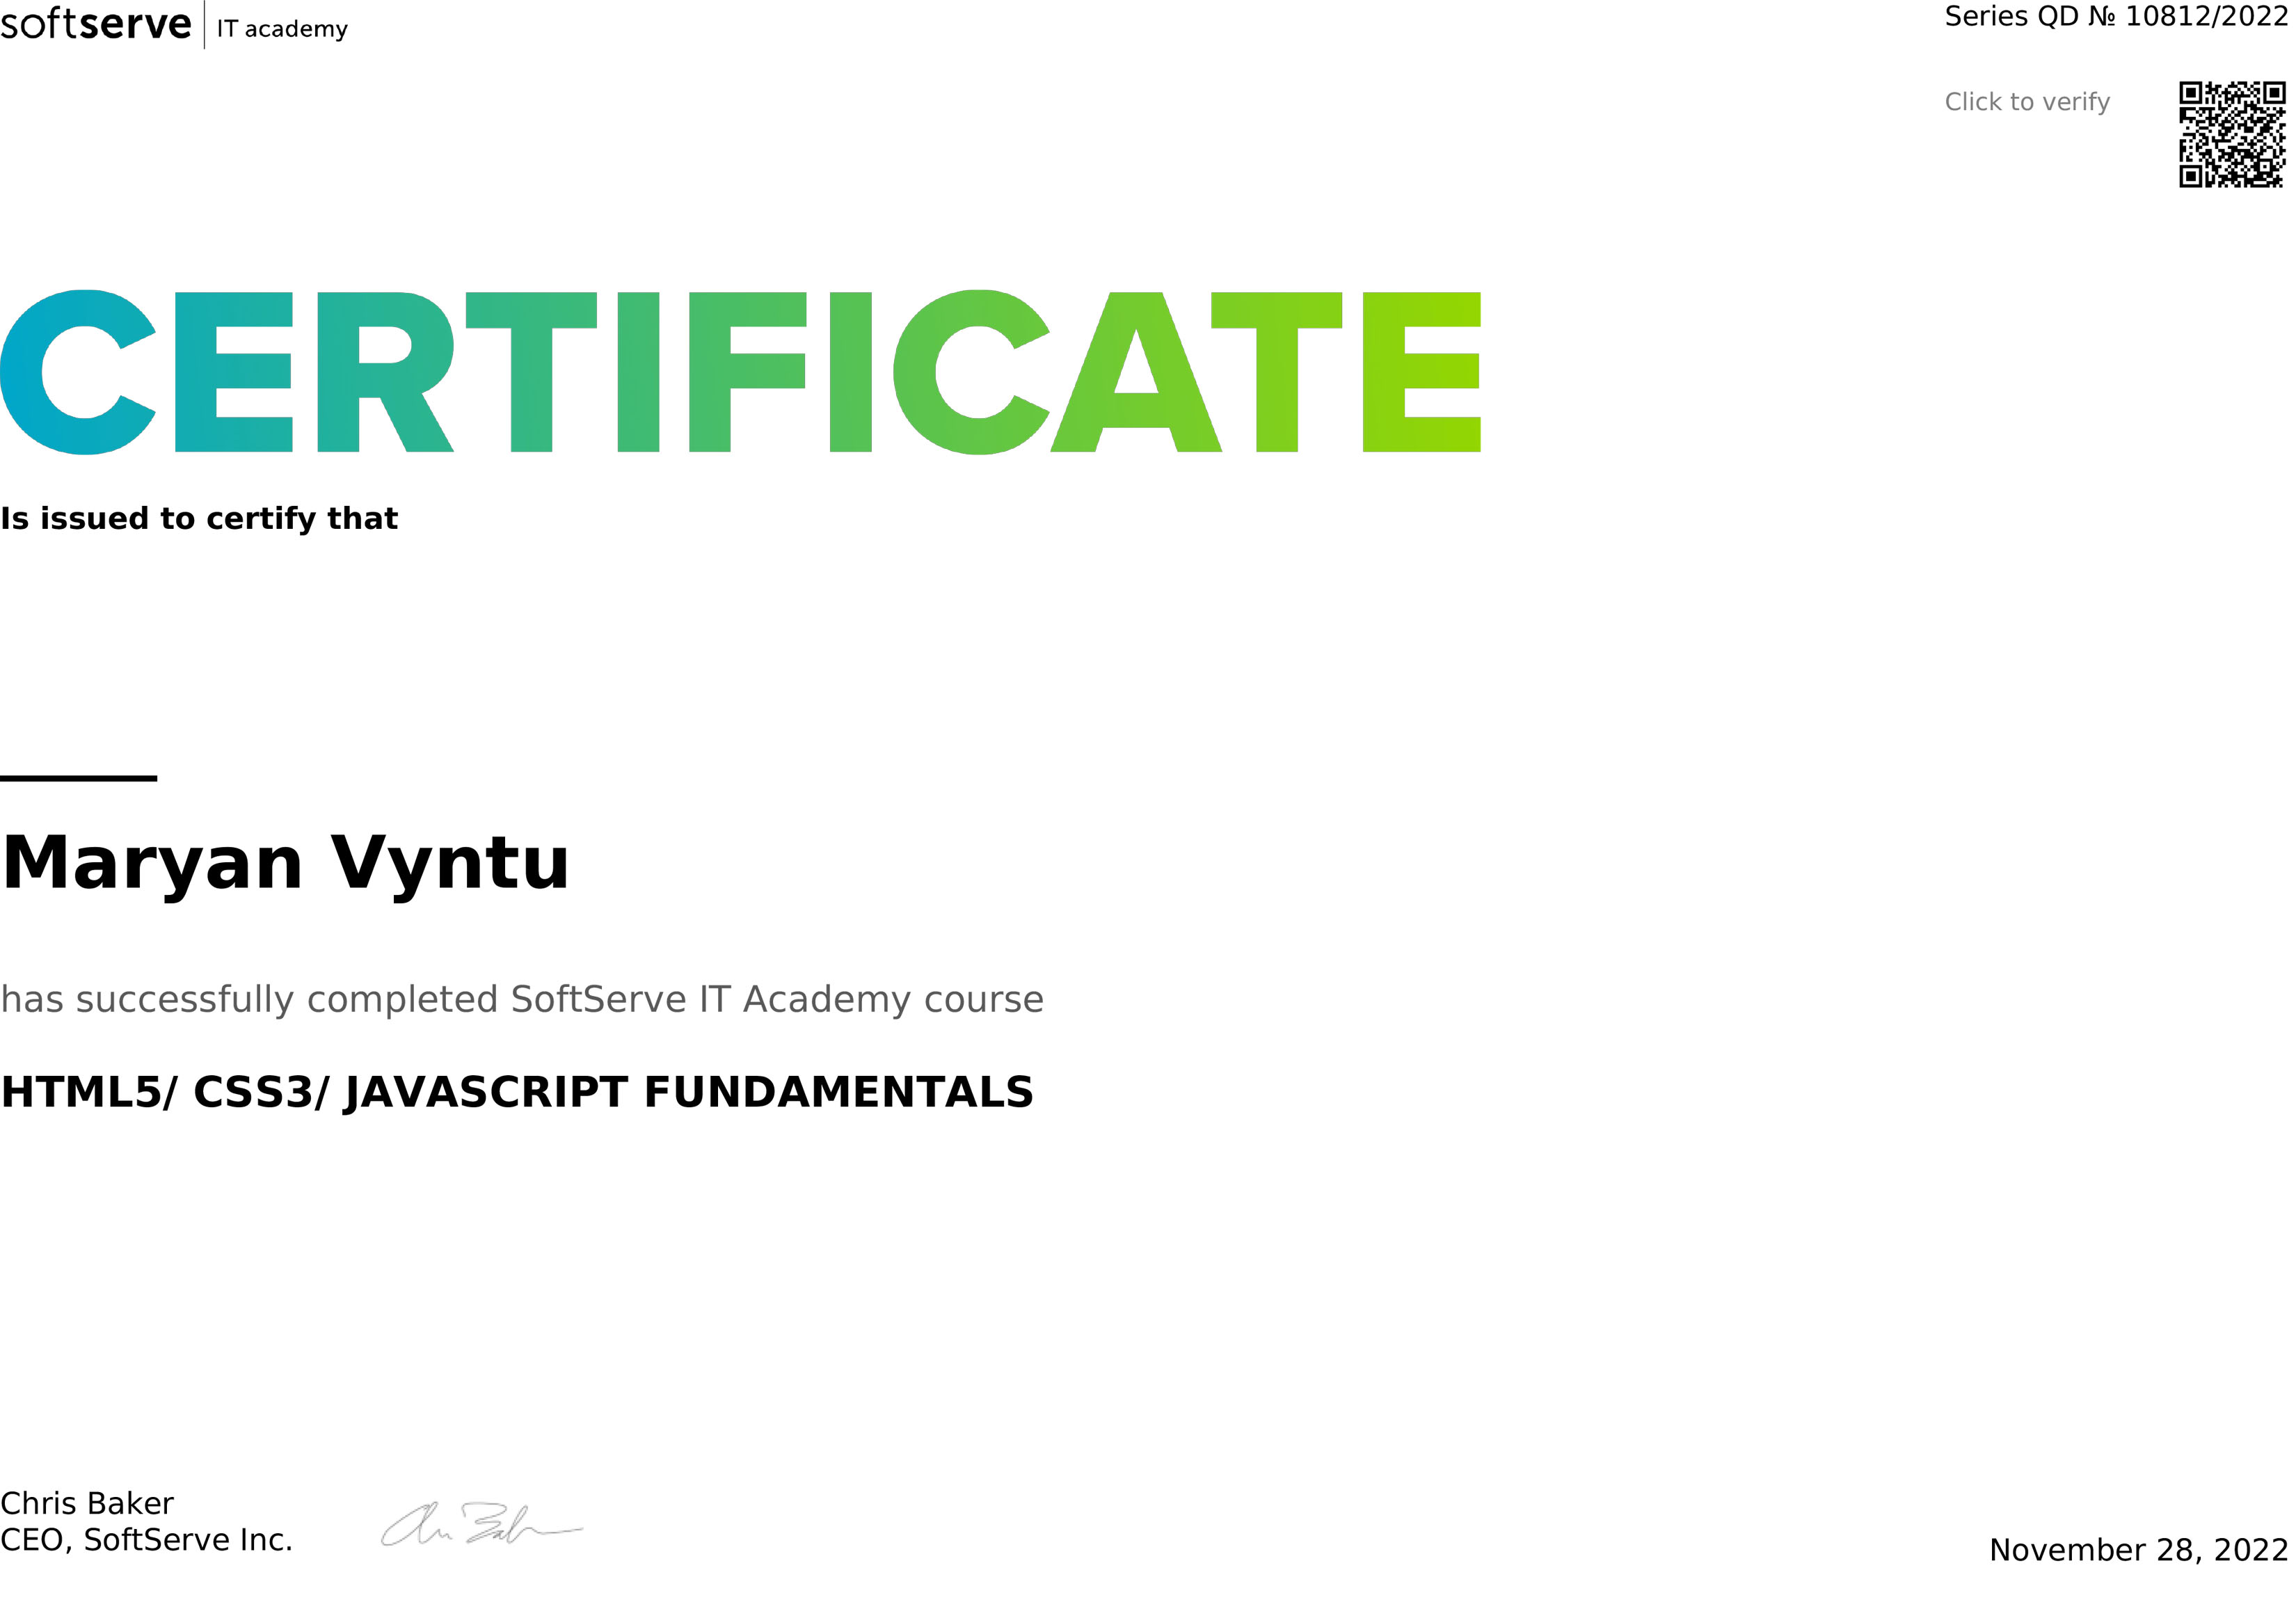 softserve | IT academy
Series QD № 10812/2022
Click to verify
CERTIFICATE
Is issued to certify that
Maryan Vyntu
has successfully completed SoftServe IT Academy course
HTML5/ CSS3/ JAVASCRIPT FUNDAMENTALS
Chris Baker
CEO, SoftServe Inc.
November 28, 2022